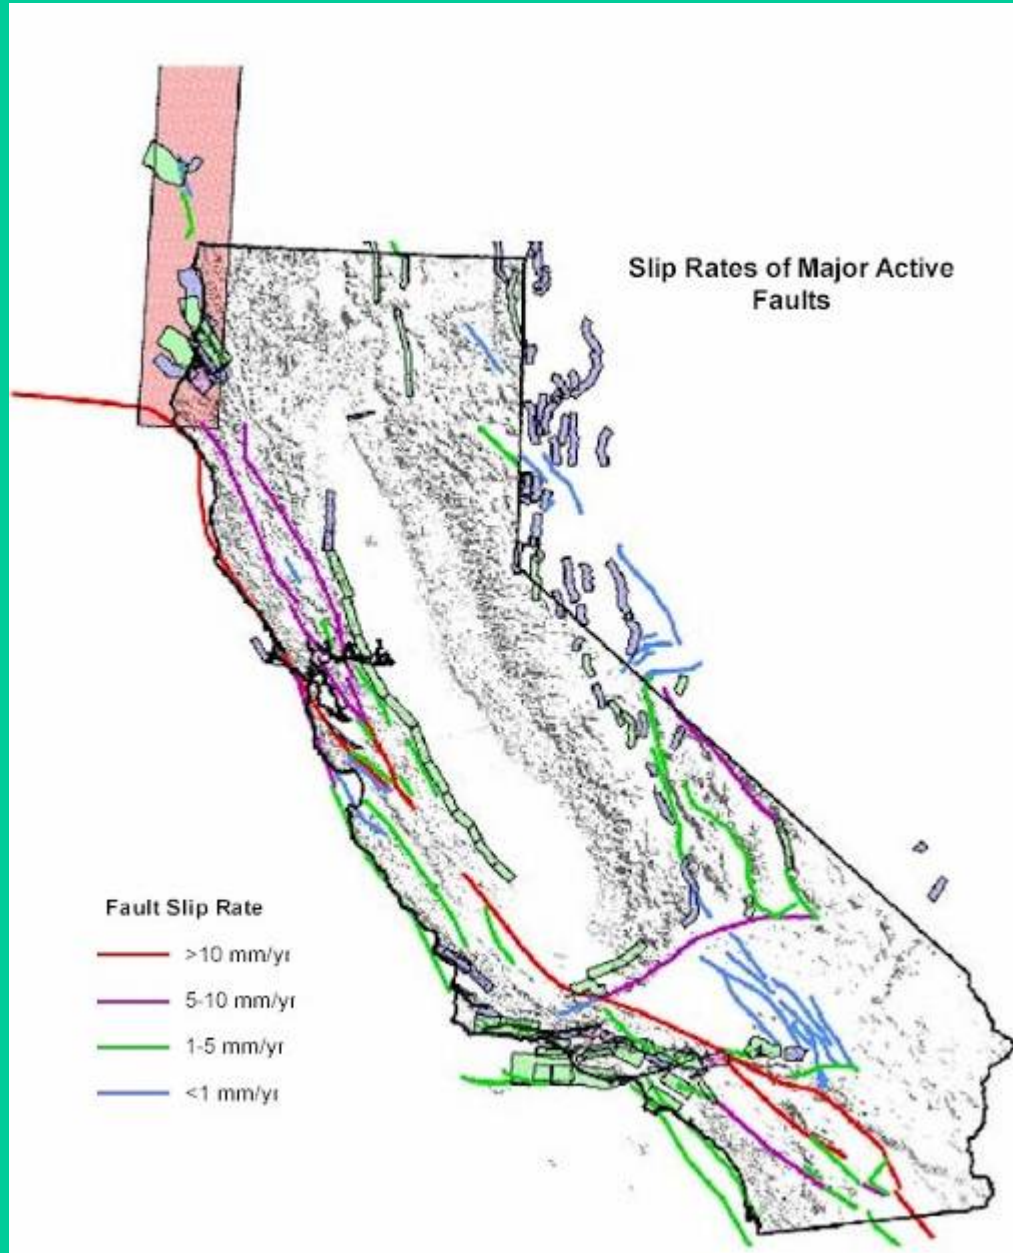 Slip Rates of Major Active
Faults
Fault Slip Rate
>10 mm/yr
5-10 mm/yr
1-5 mm/yr
<1 mm/yr